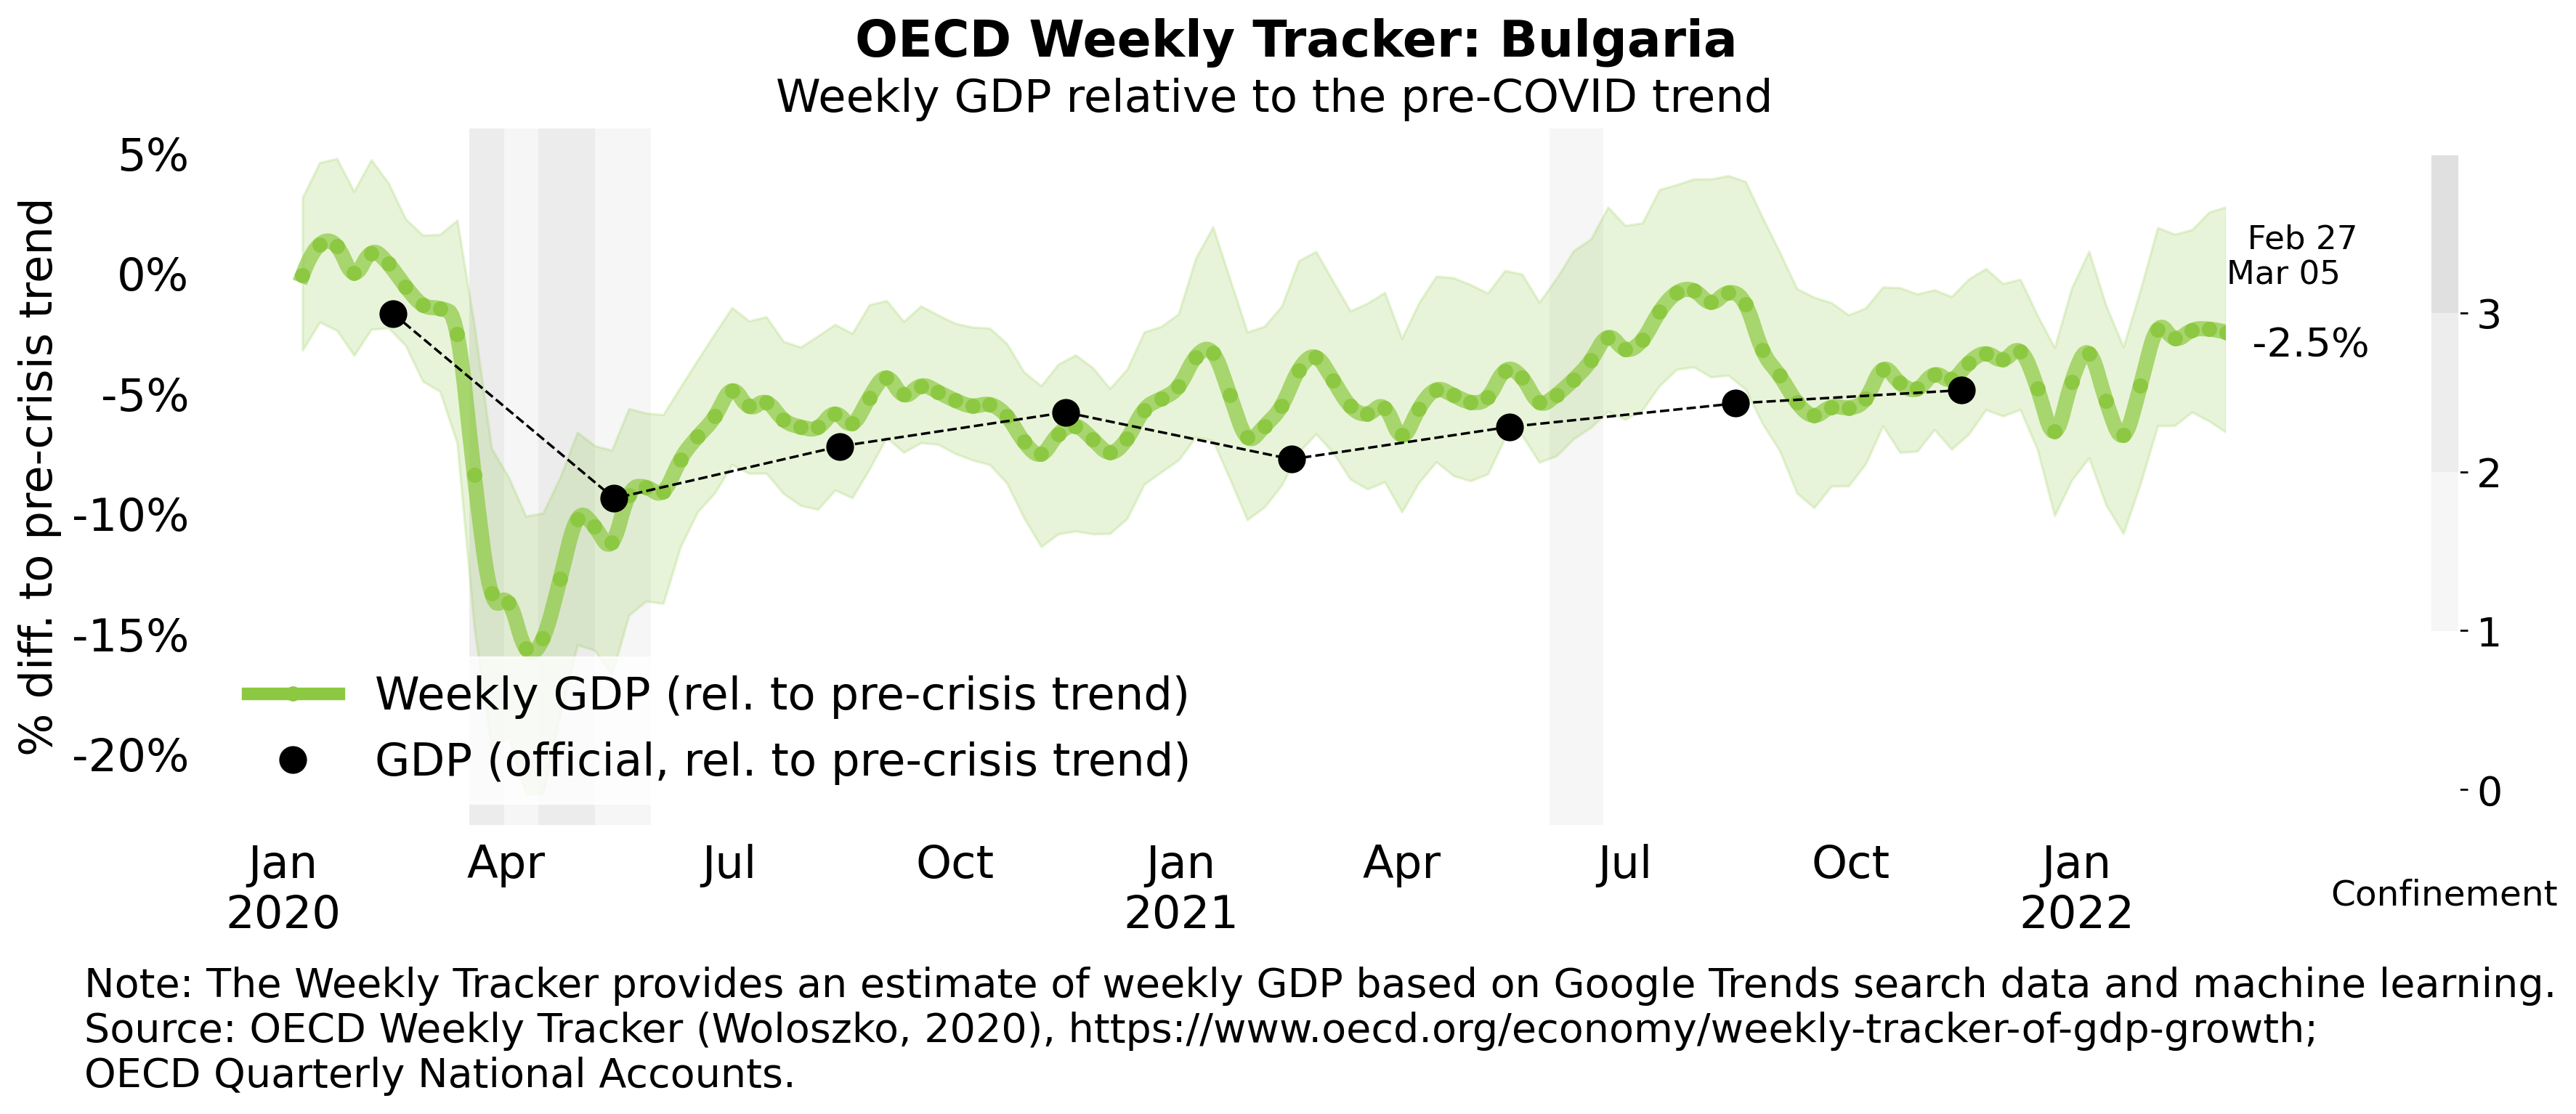 OECD Weekly Tracker: Bulgaria
Weekly GDP relative to the pre-COVID trend
% diff. to pre-crisis trend
5%
0%
-5%
-10%
-15%
-20%
Feb 27
Mar 05
-2.5%
3
2
1
0
Confinement
Weekly GDP (rel. to pre-crisis trend)
GDP (official, rel. to pre-crisis trend)
Jan Apr Jul Oct Jan Apr Jul Oct Jan
2020 2021 2022
Note: The Weekly Tracker provides an estimate of weekly GDP based on Google Trends search data and machine learning.
Source: OECD Weekly Tracker (Woloszko, 2020), https://www.oecd.org/economy/weekly-tracker-of-gdp-growth;
OECD Quarterly National Accounts.